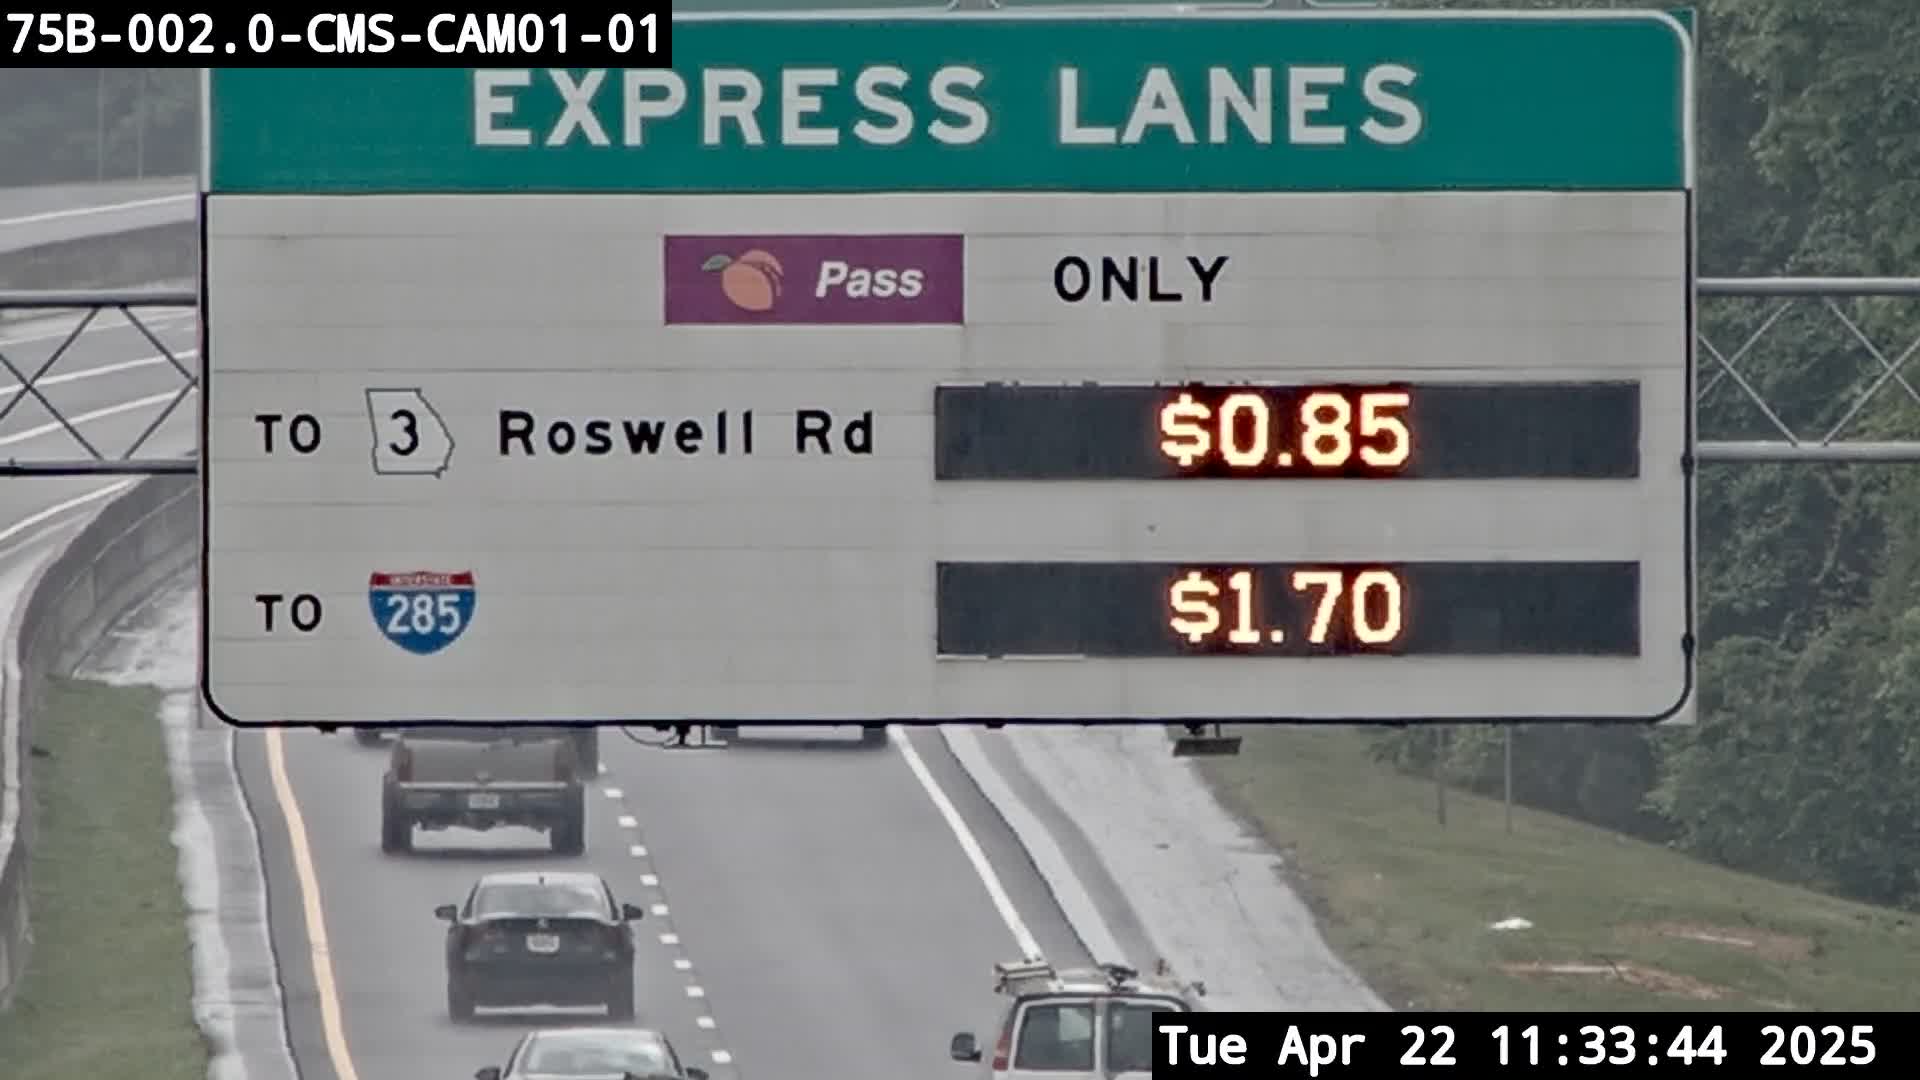 75B-002.0-CMS-CAM01-01
EXPRESS LANES
Pass ONLY
TO 3 Roswell Rd $0.85
INTERSTATE
TO 285 $1.70
Tue Apr 22 11:33:44 2025